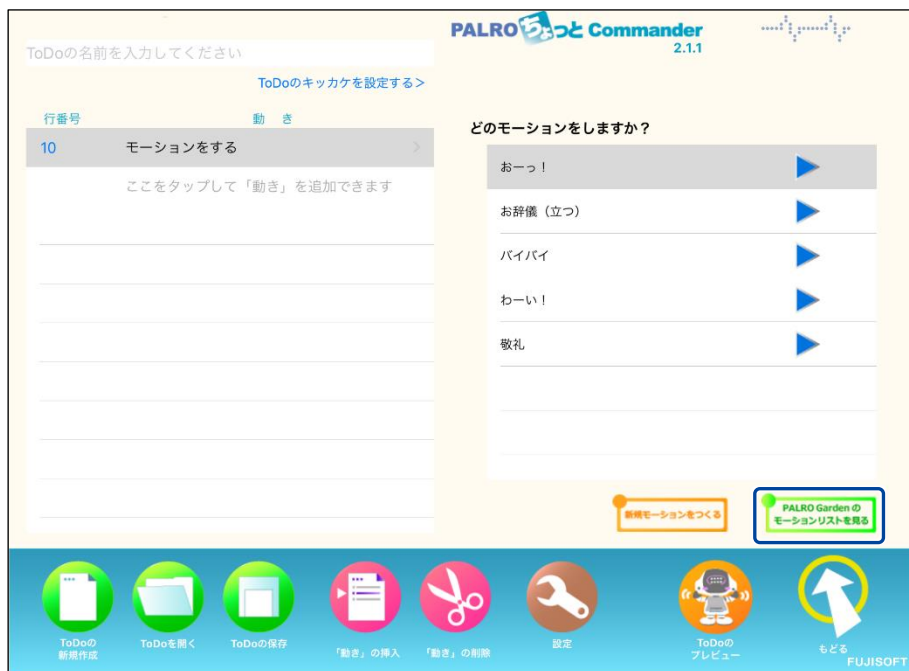 PALROちょっと Commander
2.1.1
ToDoの名前を入力してください
ToDoのキッカケを設定する>
行番号 動 き
10 モーションをする
ここをタップして「動き」を追加できます
どのモーションをしますか？
おーっ！
お辞儀（立つ）
バイバイ
わーい！
敬礼
新規モーションをつくる
PALRO Garden の
モーションリストを見る
ToDoの
新規作成
ToDoを開く
ToDoの保存
「動き」の挿入
「動き」の削除
設定
ToDoの
プレビュー
もどる
FUJISOFT